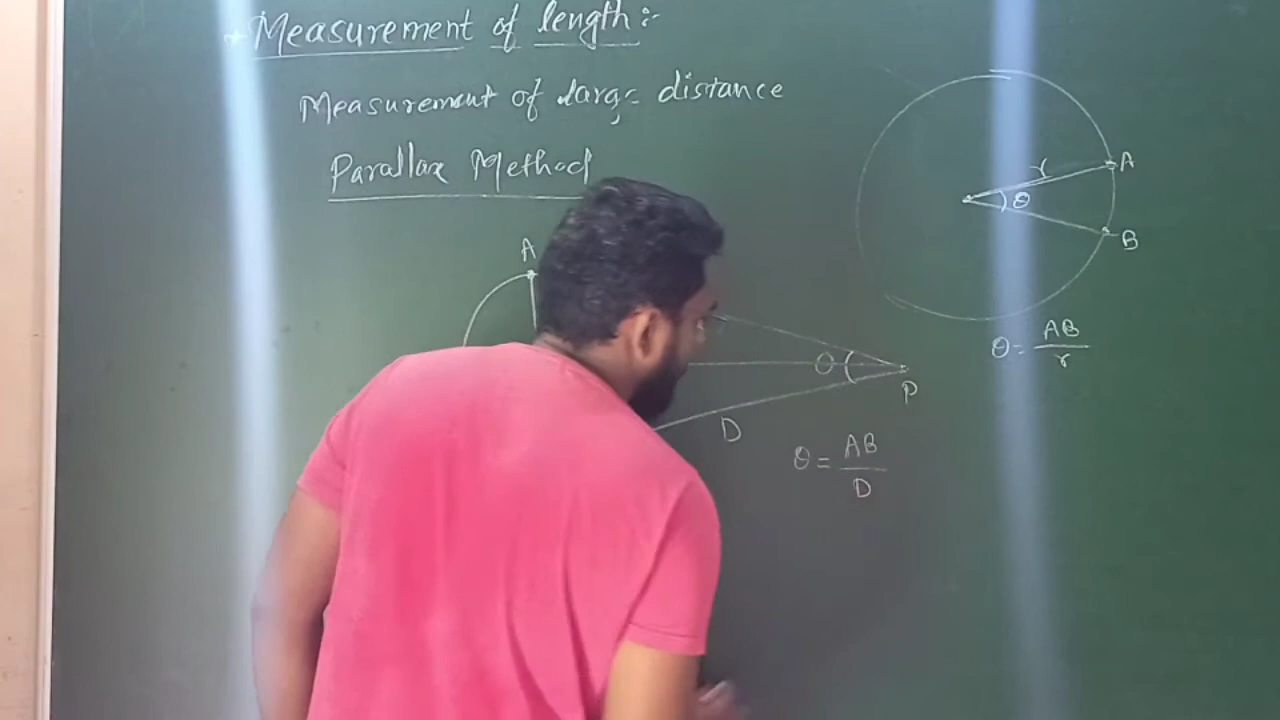 Measurement of length :-
Measurement of large distance
Parallax Method
A
θ
P
D
θ = AB/D
r
A
θ
B
θ = AB/r